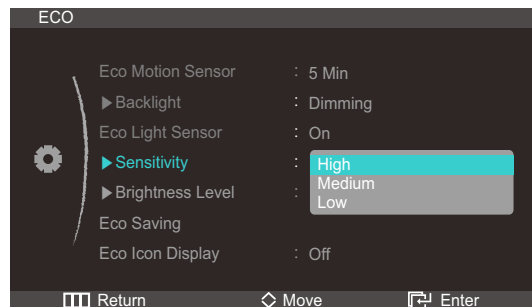 ECO
Eco Motion Sensor : 5 Min
▶Backlight : Dimming
Eco Light Sensor : On
▶Sensitivity : High
Medium
▶Brightness Level : Low
Eco Saving
Eco Icon Display : Off
Return Move Enter